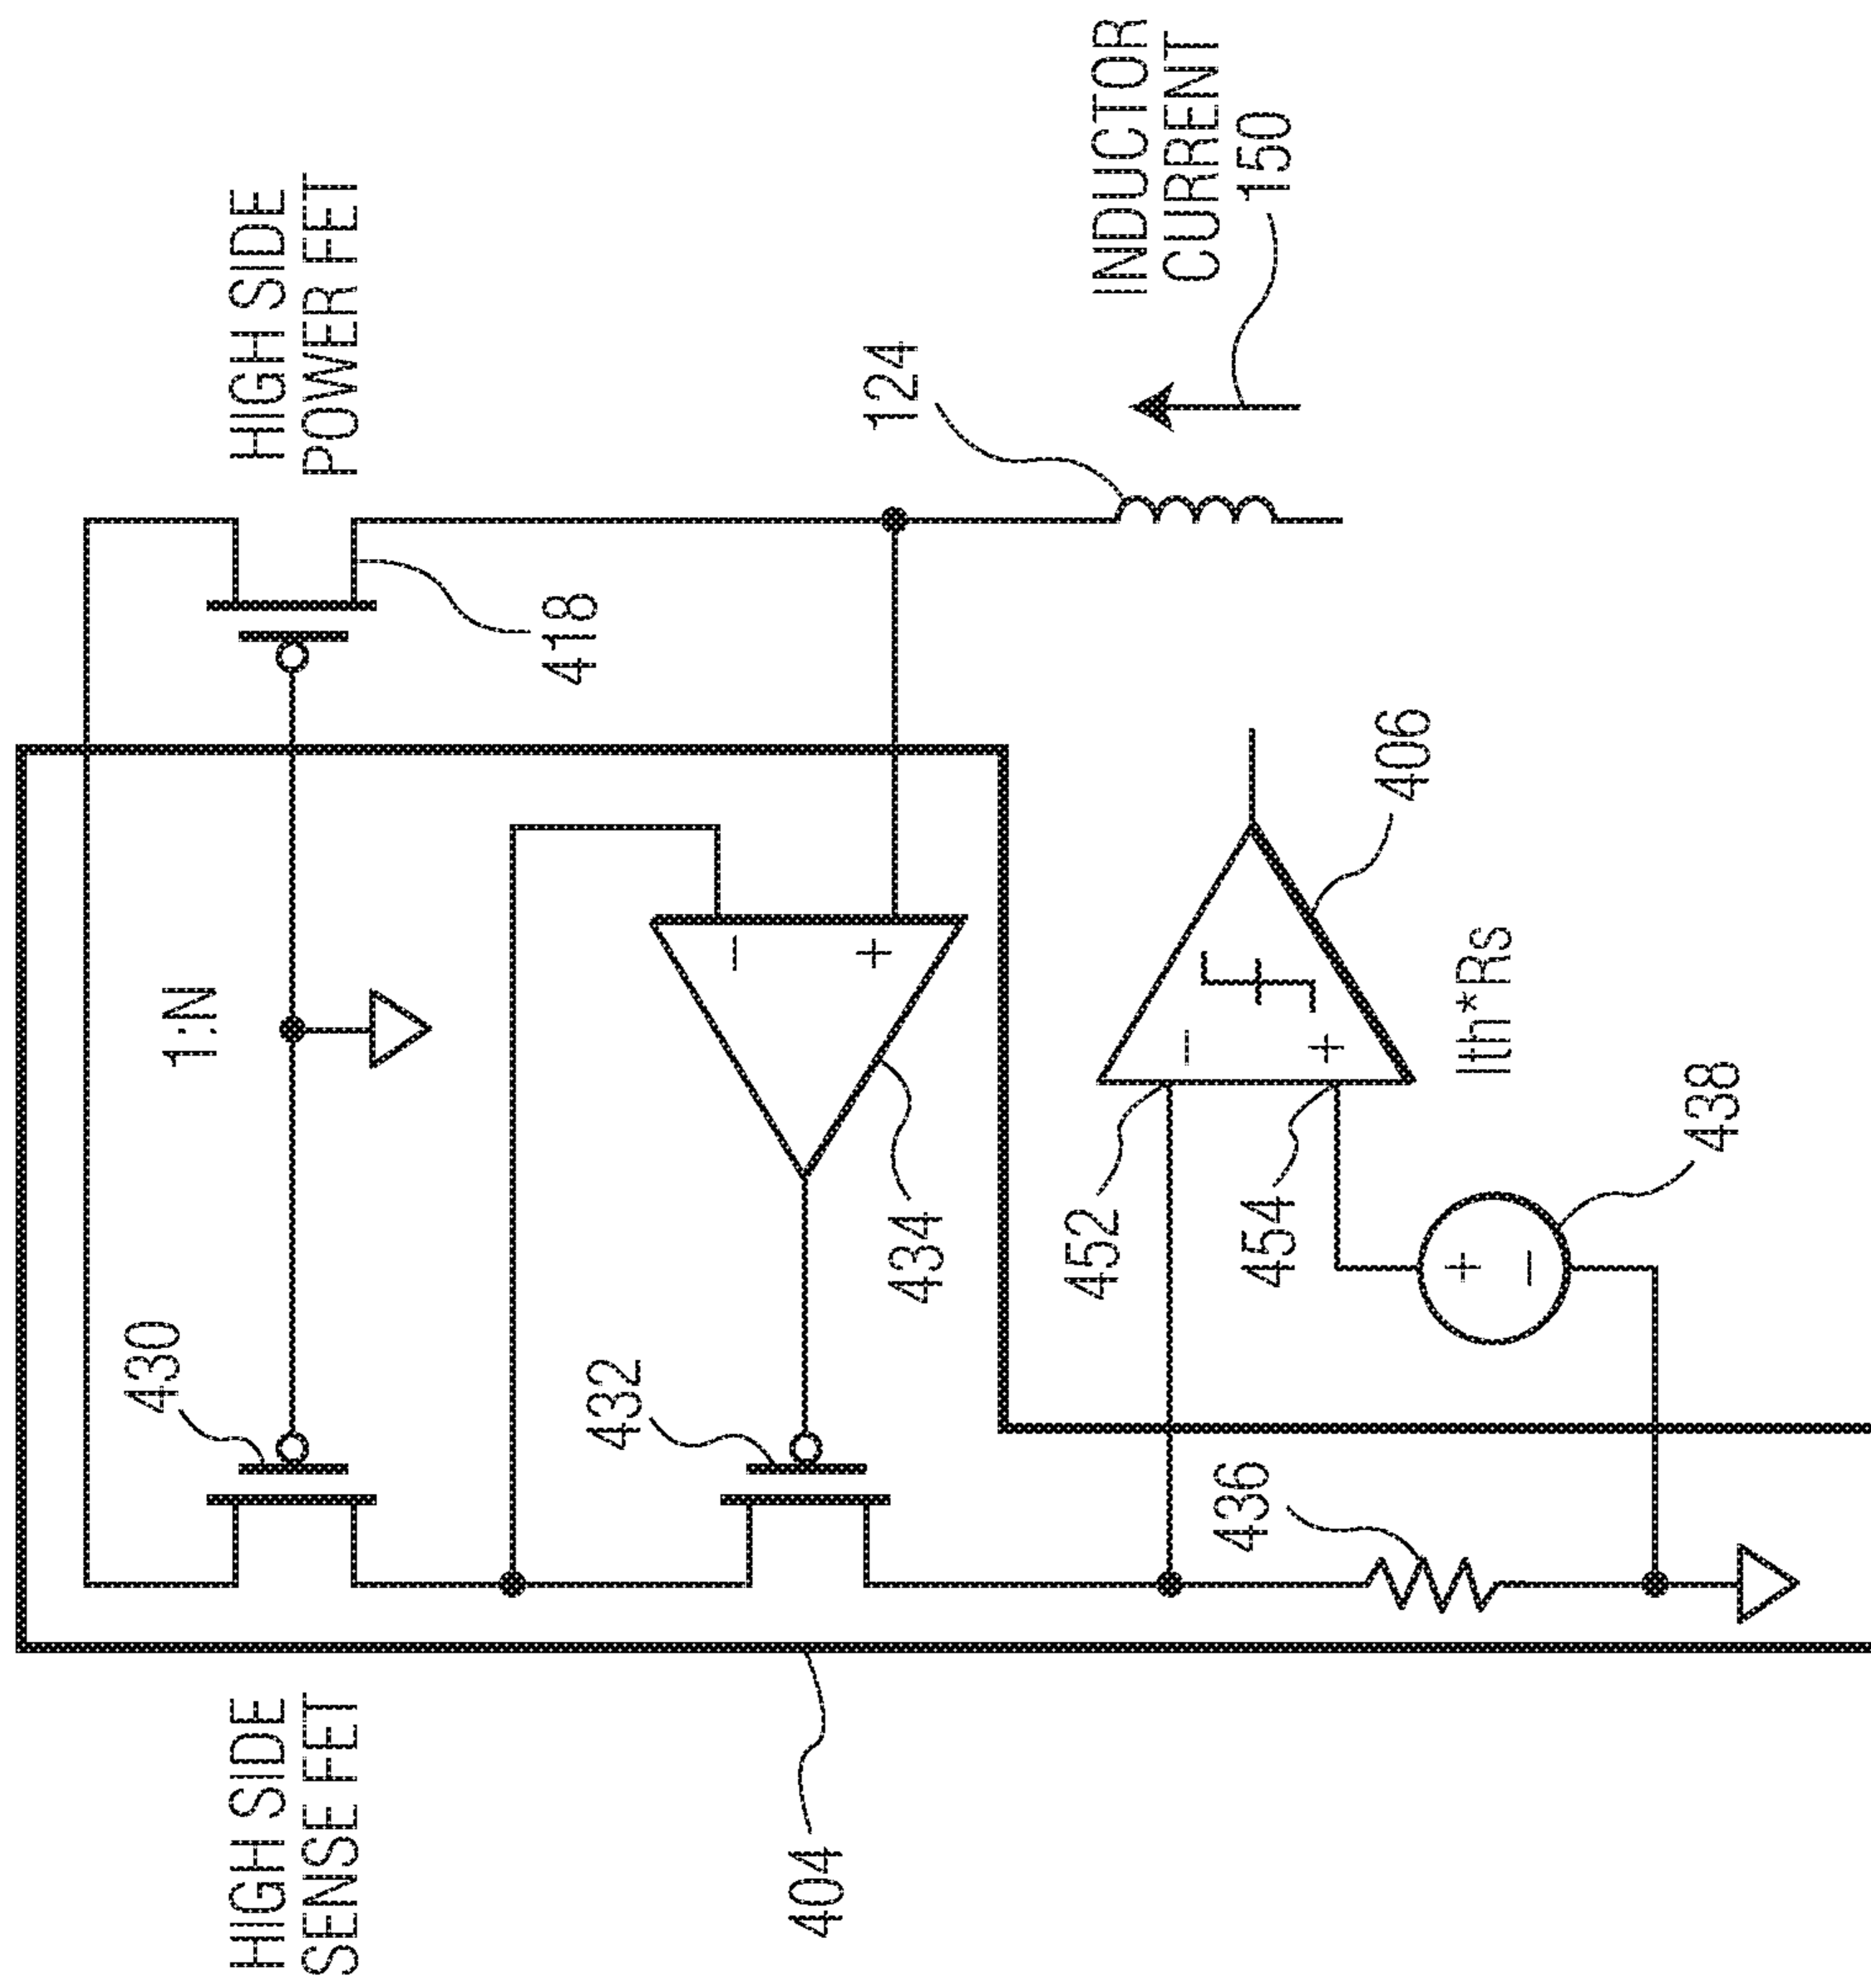 HIGH SIDE
SENSE FET
HIGH SIDE
POWER FET
430
1:N
418
432
434
124
INDUCTOR
CURRENT
150
404
436
452
454
+
−
+
−
+
−
406
Ith*Rs
438